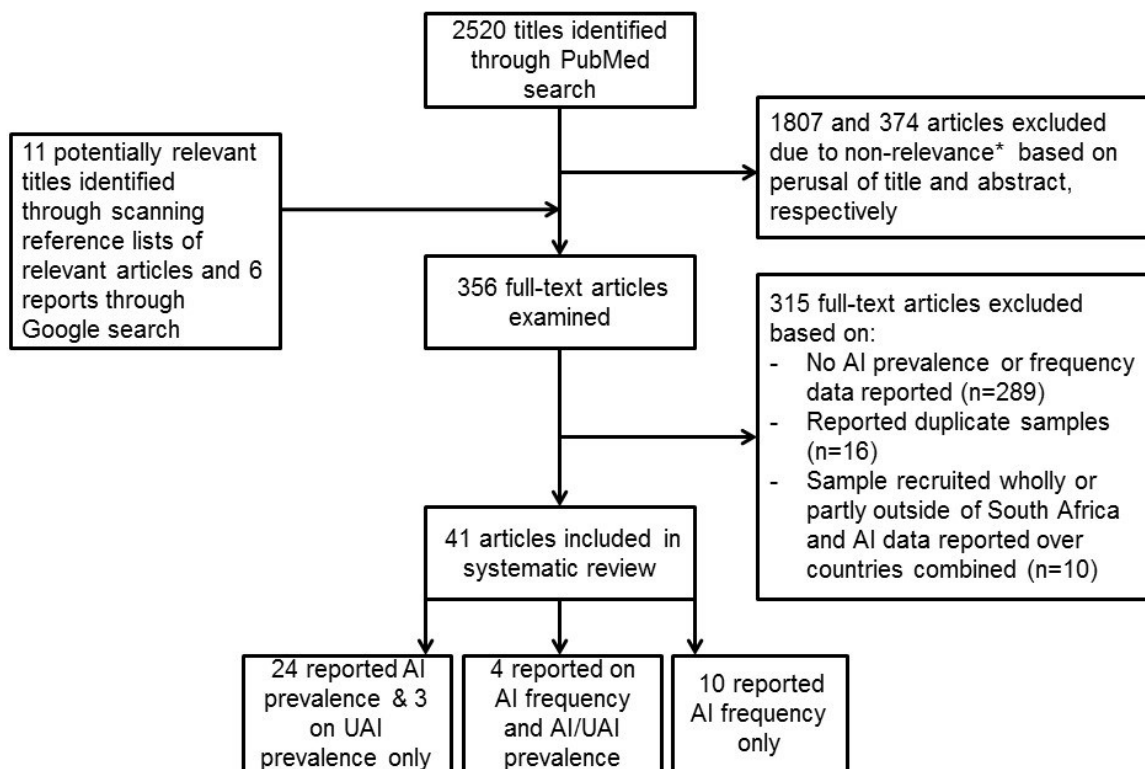 2520 titles identified
through PubMed
search
1807 and 374 articles excluded
due to non-relevance* based on
perusal of title and abstract,
respectively
11 potentially relevant
titles identified
through scanning
reference lists of
relevant articles and 6
reports through
Google search
356 full-text articles
examined
315 full-text articles excluded
based on:
- No AI prevalence or frequency
data reported (n=289)
- Reported duplicate samples
(n=16)
- Sample recruited wholly or
partly outside of South Africa
and AI data reported over
countries combined (n=10)
41 articles included in
systematic review
24 reported AI
prevalence & 3
on UAI
prevalence only
4 reported on
AI frequency
and AI/UAI
prevalence
10 reported
AI frequency
only